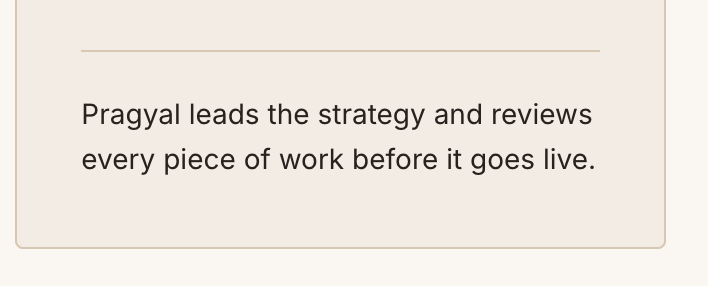 Pragyal leads the strategy and reviews
every piece of work before it goes live.